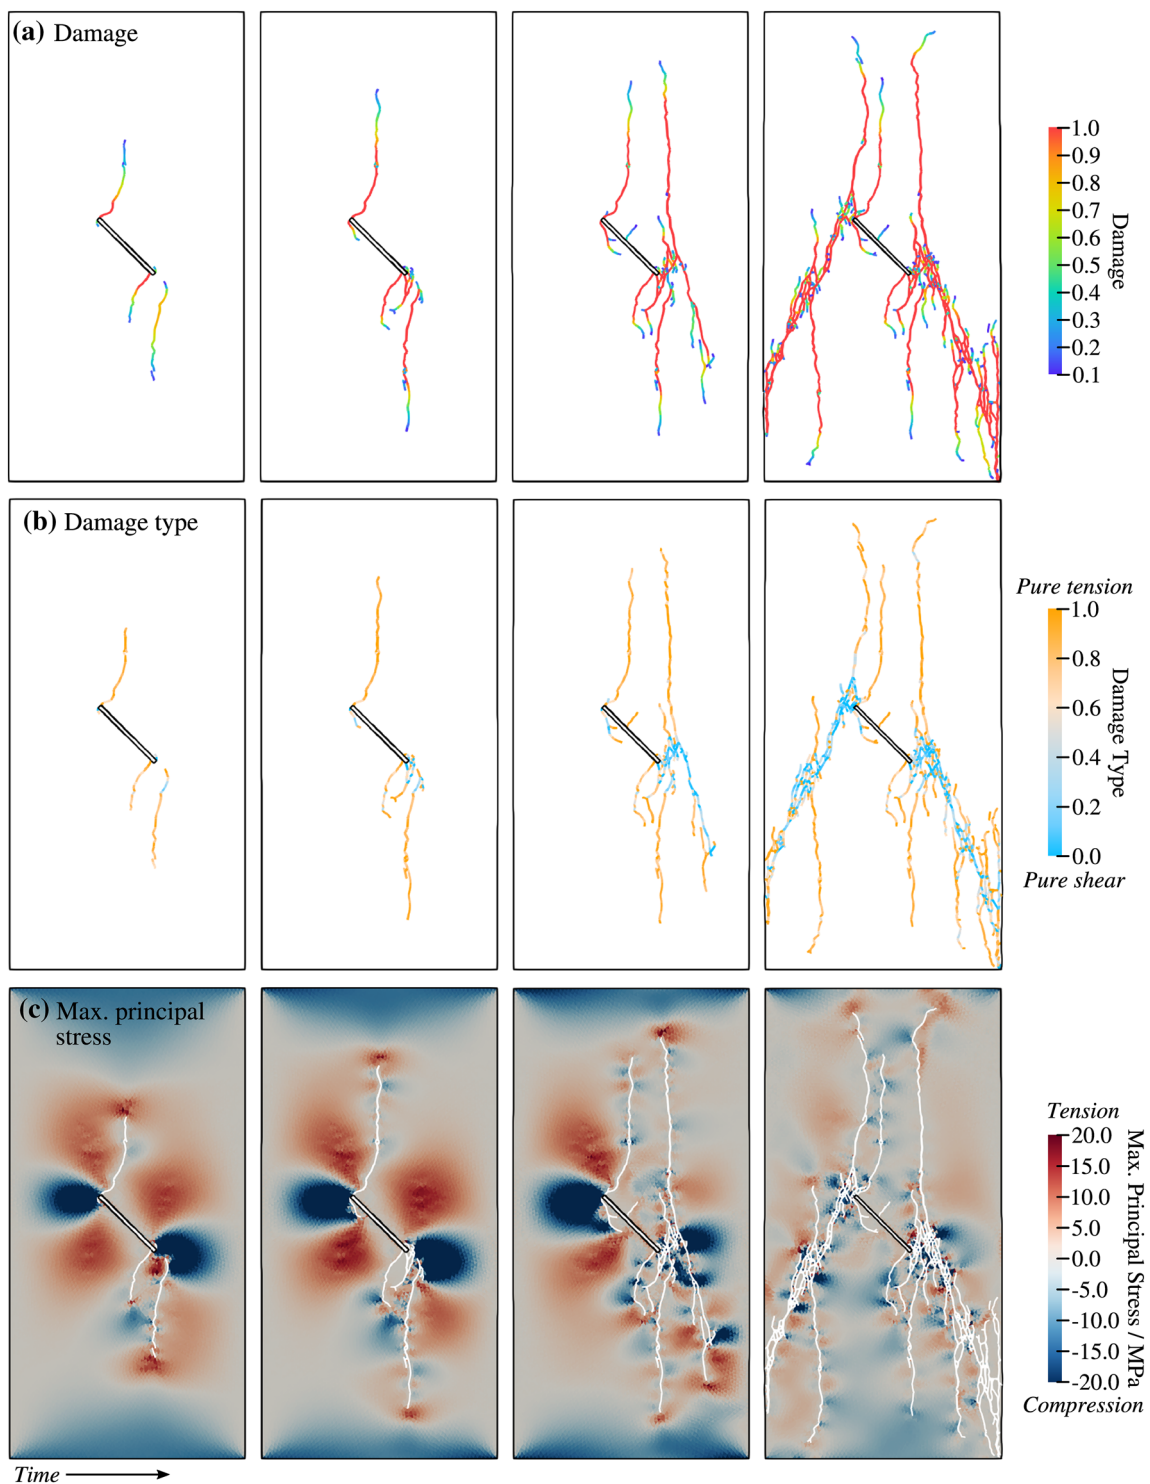 (a) Damage
1.0
0.9
0.8
0.7
0.6
0.5
0.4
0.3
0.2
0.1
Damage
(b) Damage type
Pure tension
1.0
0.8
0.6
0.4
0.2
0.0
Damage Type
Pure shear
(c) Max. principal
stress
Tension
20.0
15.0
10.0
5.0
0.0
-5.0
-10.0
-15.0
-20.0
Max. Principal Stress / MPa
Compression
Time